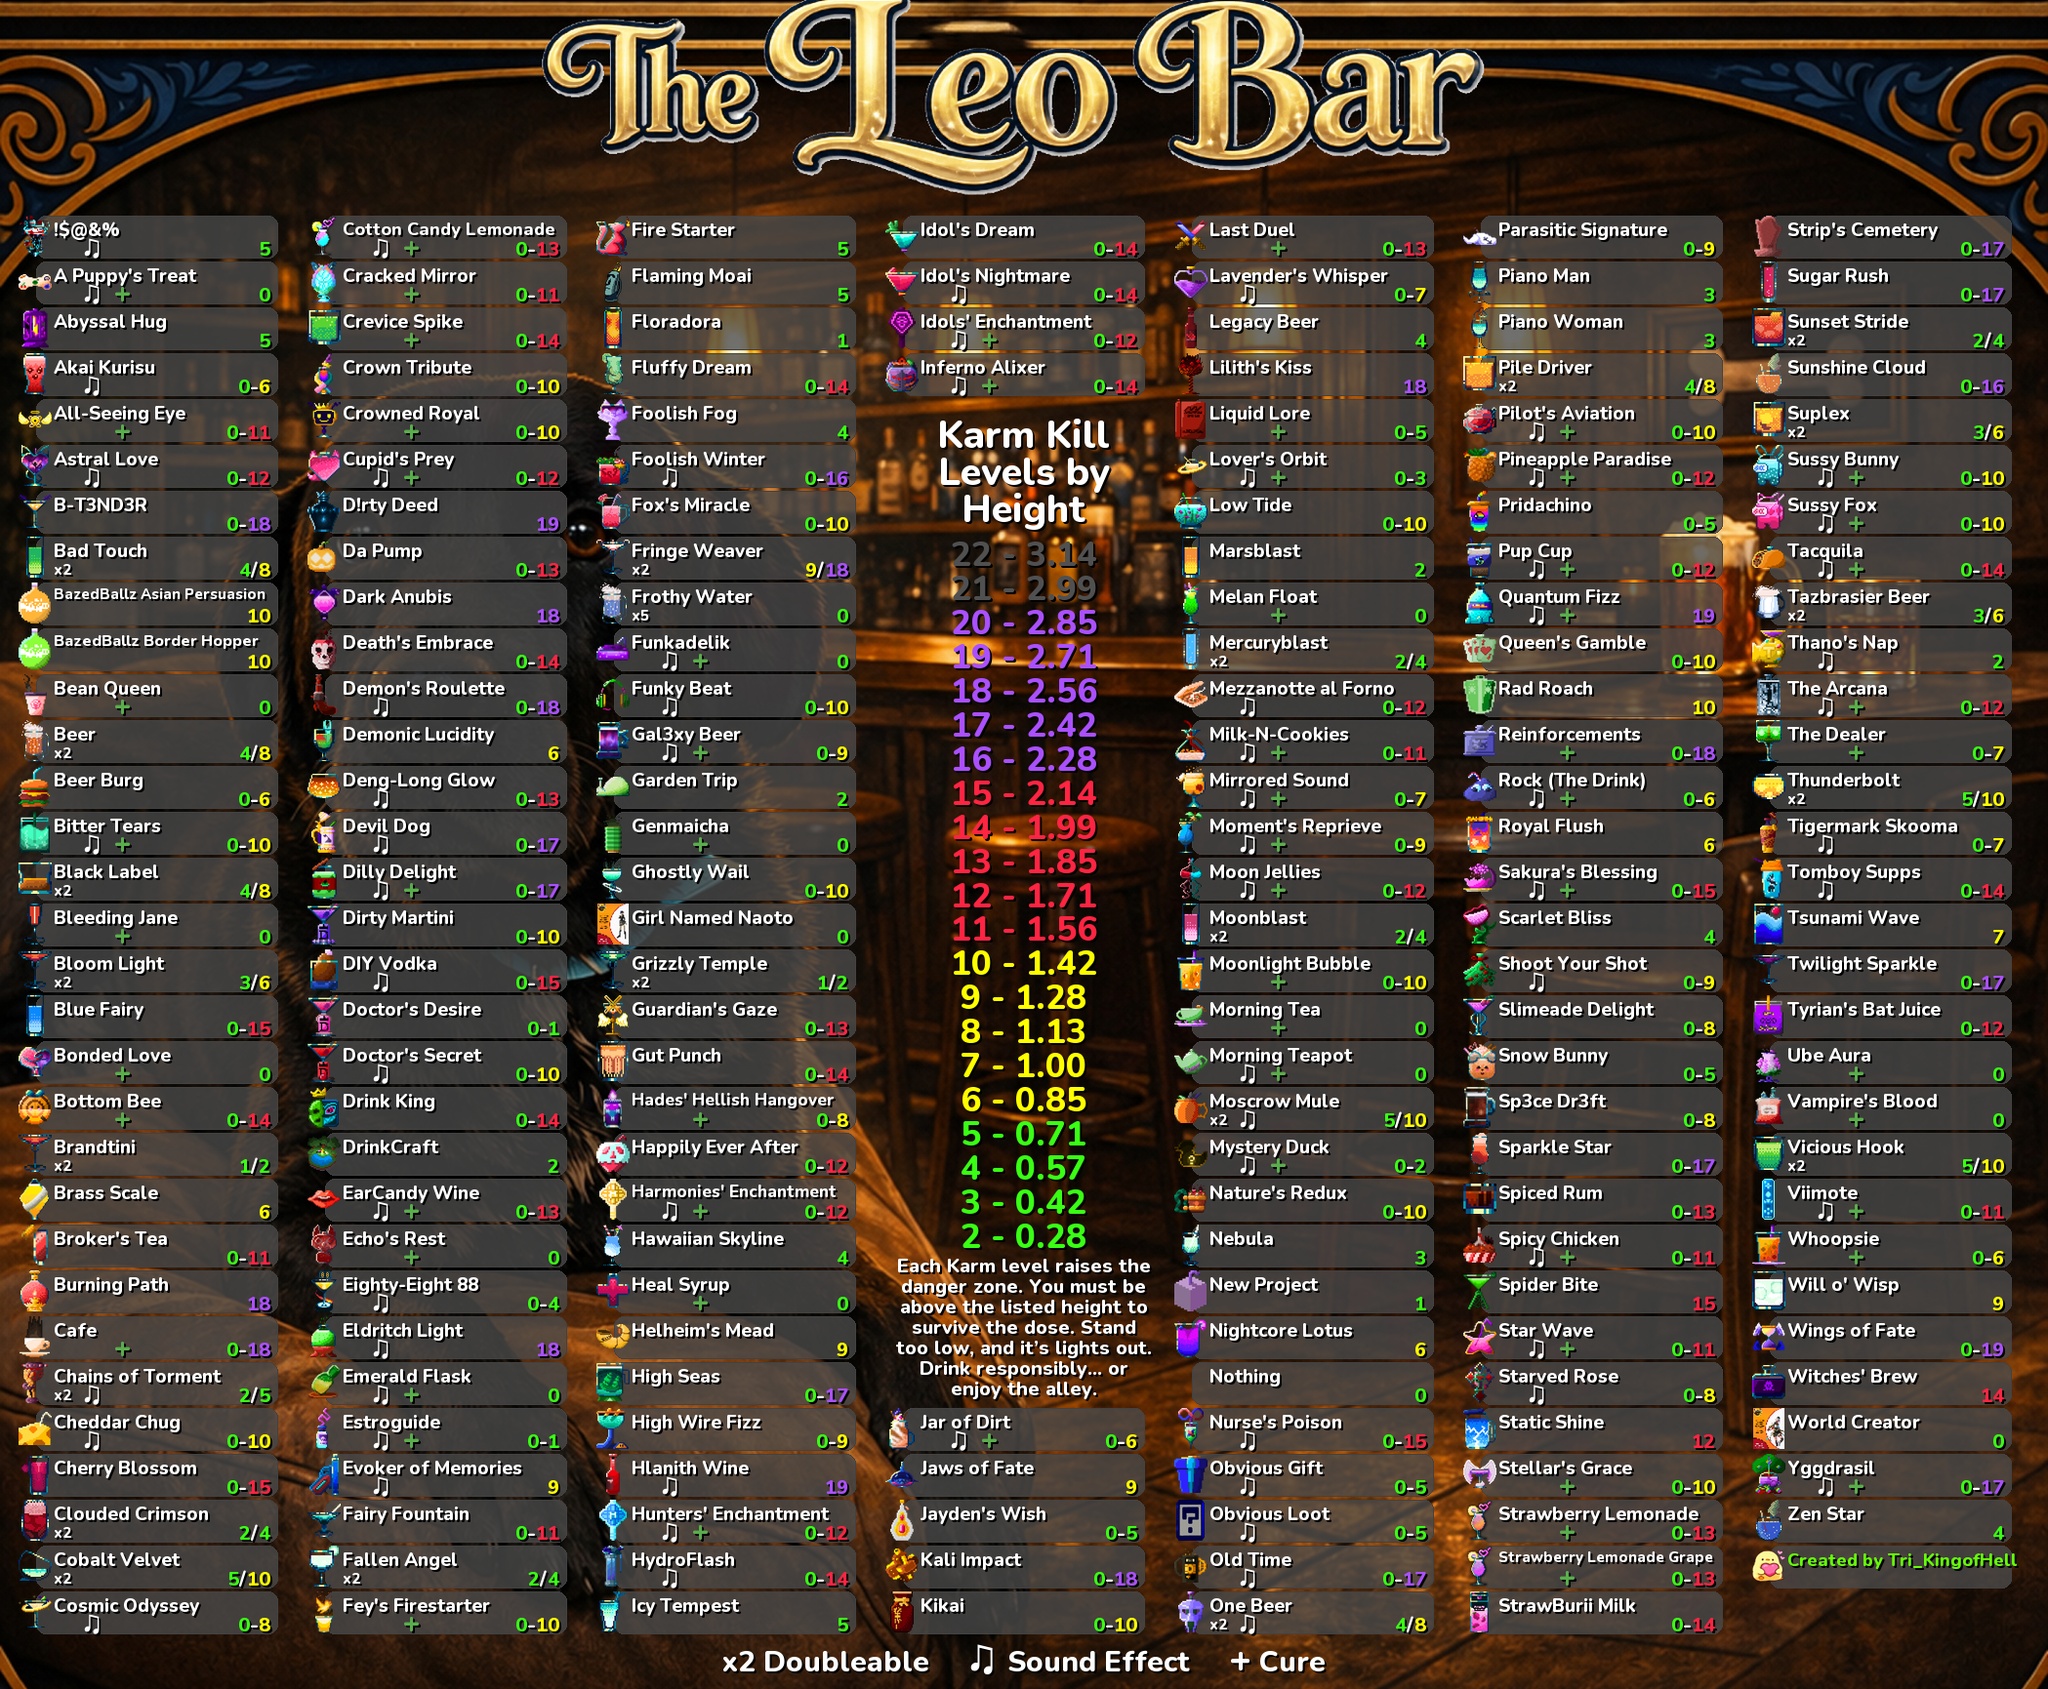 The Leo Bar
!$@&%
♫ 5
A Puppy's Treat
♫ + 0
Abyssal Hug
5
Akai Kurisu
♫ 0-6
All-Seeing Eye
+ 0-11
Astral Love
♫ 0-12
B-T3ND3R
0-18
Bad Touch
x2 4/8
BazedBallz Asian Persuasion
10
BazedBallz Border Hopper
10
Bean Queen
+ 0
Beer
x2 4/8
Beer Burg
0-6
Bitter Tears
♫ + 0-10
Black Label
x2 4/8
Bleeding Jane
+ 0
Bloom Light
x2 3/6
Blue Fairy
0-15
Bonded Love
+ 0
Bottom Bee
+ 0-14
Brandtini
x2 1/2
Brass Scale
6
Broker's Tea
0-11
Burning Path
18
Cafe
+ 0-18
Chains of Torment
x2 ♫ 2/5
Cheddar Chug
♫ 0-10
Cherry Blossom
0-15
Clouded Crimson
x2 2/4
Cobalt Velvet
x2 5/10
Cosmic Odyssey
♫ 0-8
Cotton Candy Lemonade
♫ + 0-13
Cracked Mirror
+ 0-11
Crevice Spike
+ 0-14
Crown Tribute
0-10
Crowned Royal
+ 0-10
Cupid's Prey
♫ + 0-12
D!rty Deed
19
Da Pump
0-13
Dark Anubis
18
Death's Embrace
0-14
Demon's Roulette
♫ 0-18
Demonic Lucidity
6
Deng-Long Glow
♫ 0-13
Devil Dog
♫ 0-17
Dilly Delight
♫ + 0-17
Dirty Martini
0-10
DIY Vodka
♫ 0-15
Doctor's Desire
0-1
Doctor's Secret
♫ 0-10
Drink King
0-14
DrinkCraft
2
EarCandy Wine
♫ + 0-13
Echo's Rest
+ 0
Eighty-Eight 88
♫ 0-4
Eldritch Light
♫ 18
Emerald Flask
♫ + 0
Estroguide
♫ + 0-1
Evoker of Memories
♫ 9
Fairy Fountain
0-11
Fallen Angel
x2 2/4
Fey's Firestarter
+ 0-10
Fire Starter
5
Flaming Moai
5
Floradora
1
Fluffy Dream
0-14
Foolish Fog
4
Foolish Winter
♫ 0-16
Fox's Miracle
0-10
Fringe Weaver
x2 9/18
Frothy Water
x5 0
Funkadelik
♫ + 0
Funky Beat
♫ 0-10
Gal3xy Beer
♫ + 0-9
Garden Trip
2
Genmaicha
+ 0
Ghostly Wail
0-10
Girl Named Naoto
0
Grizzly Temple
x2 1/2
Guardian's Gaze
0-13
Gut Punch
0-14
Hades' Hellish Hangover
+ 0-8
Happily Ever After
0-12
Harmonies' Enchantment
♫ + 0-12
Hawaiian Skyline
4
Heal Syrup
+ 0
Helheim's Mead
9
High Seas
0-17
High Wire Fizz
0-9
Hlanith Wine
19
Hunters' Enchantment
♫ + 0-12
HydroFlash
♫ 0-14
Icy Tempest
5
Idol's Dream
0-14
Idol's Nightmare
♫ 0-14
Idols' Enchantment
♫ + 0-12
Inferno Alixer
♫ + 0-14
Karm Kill
Levels by
Height
22 - 3.14
21 - 2.99
20 - 2.85
19 - 2.71
18 - 2.56
17 - 2.42
16 - 2.28
15 - 2.14
14 - 1.99
13 - 1.85
12 - 1.71
11 - 1.56
10 - 1.42
9 - 1.28
8 - 1.13
7 - 1.00
6 - 0.85
5 - 0.71
4 - 0.57
3 - 0.42
2 - 0.28
Each Karm level raises the
danger zone. You must be
above the listed height to
survive the dose. Stand
too low, and it's lights out.
Drink responsibly... or
enjoy the alley.
Jar of Dirt
♫ + 0-6
Jaws of Fate
9
Jayden's Wish
0-5
Kali Impact
0-18
Kikai
0-10
Last Duel
+ 0-13
Lavender's Whisper
♫ 0-7
Legacy Beer
4
Lilith's Kiss
18
Liquid Lore
+ 0-5
Lover's Orbit
♫ + 0-3
Low Tide
0-10
Marsblast
2
Melan Float
+ 0
Mercuryblast
x2 2/4
Mezzanotte al Forno
♫ 0-12
Milk-N-Cookies
♫ + 0-11
Mirrored Sound
♫ + 0-7
Moment's Reprieve
♫ + 0-9
Moon Jellies
♫ + 0-12
Moonblast
x2 2/4
Moonlight Bubble
0-10
Morning Tea
+ 0
Morning Teapot
♫ + 0
Moscrow Mule
x2 ♫ 5/10
Mystery Duck
♫ + 0-2
Nature's Redux
0-10
Nebula
3
New Project
1
Nightcore Lotus
6
Nothing
0
Nurse's Poison
♫ 0-15
Obvious Gift
♫ 0-5
Obvious Loot
♫ 0-5
Old Time
♫ 0-17
One Beer
x2 ♫ 4/8
Parasitic Signature
0-9
Piano Man
3
Piano Woman
3
Pile Driver
x2 4/8
Pilot's Aviation
♫ + 0-10
Pineapple Paradise
♫ + 0-12
Pridachino
0-5
Pup Cup
♫ + 0-12
Quantum Fizz
♫ + 19
Queen's Gamble
0-10
Rad Roach
10
Reinforcements
+ 0-18
Rock (The Drink)
♫ + 0-6
Royal Flush
6
Sakura's Blessing
♫ + 0-15
Scarlet Bliss
4
Shoot Your Shot
♫ 0-9
Slimeade Delight
0-8
Snow Bunny
0-5
Sp3ce Dr3ft
0-8
Sparkle Star
0-17
Spiced Rum
0-13
Spicy Chicken
♫ + 0-11
Spider Bite
15
Star Wave
♫ + 0-11
Starved Rose
♫ 0-8
Static Shine
12
Stellar's Grace
+ 0-10
Strawberry Lemonade
+ 0-13
Strawberry Lemonade Grape
+ 0-13
StrawBurii Milk
0-14
Strip's Cemetery
0-17
Sugar Rush
0-17
Sunset Stride
x2 2/4
Sunshine Cloud
0-16
Suplex
x2 3/6
Sussy Bunny
♫ + 0-10
Sussy Fox
♫ + 0-10
Tacquila
♫ + 0-14
Tazbrasier Beer
x2 3/6
Thano's Nap
♫ 2
The Arcana
♫ + 0-12
The Dealer
+ 0-7
Thunderbolt
x2 5/10
Tigermark Skooma
♫ 0-7
Tomboy Supps
♫ 0-14
Tsunami Wave
7
Twilight Sparkle
0-17
Tyrian's Bat Juice
0-12
Ube Aura
+ 0
Vampire's Blood
+ 0
Vicious Hook
x2 5/10
Viimote
♫ + 0-11
Whoopsie
+ 0-6
Will o' Wisp
9
Wings of Fate
0-19
Witches' Brew
14
World Creator
0
Yggdrasil
♫ + 0-17
Zen Star
4
Created by Tri_KingofHell
x2 Doubleable ♫ Sound Effect + Cure